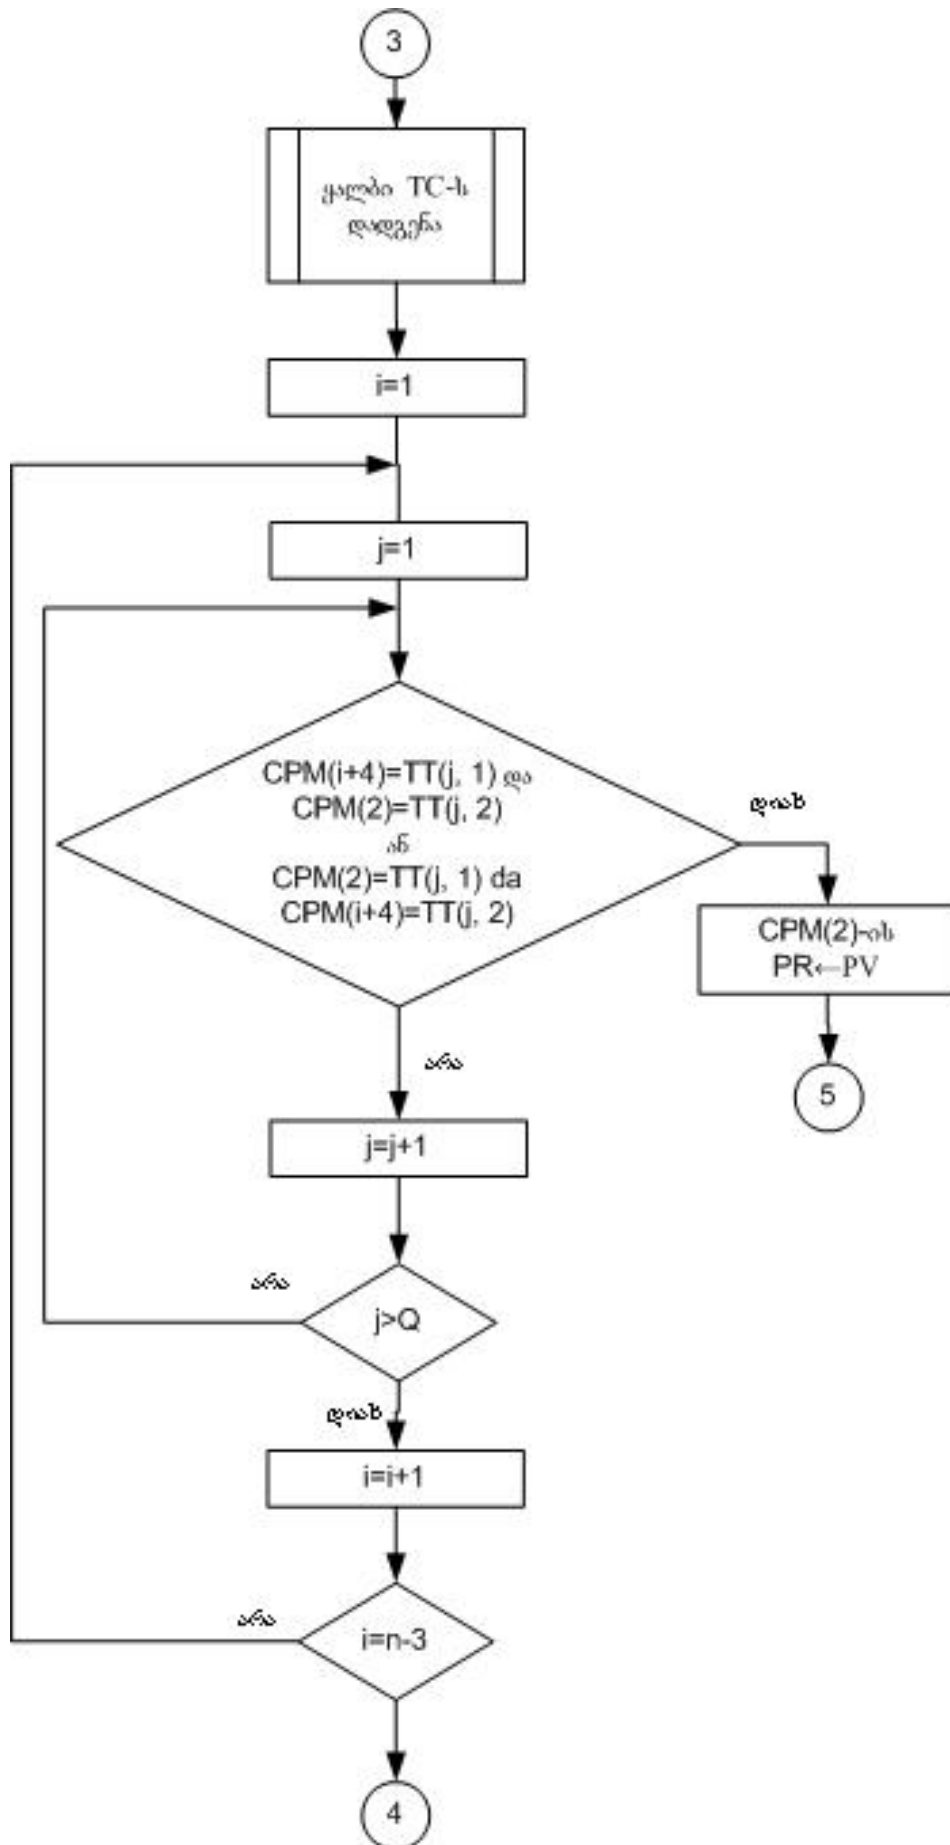 3
ყალბი TC-ს
დადგენა
i=1
j=1
CPM(i+4)=TT(j, 1) და
CPM(2)=TT(j, 2)
ან
CPM(2)=TT(j, 1) da
CPM(i+4)=TT(j, 2)
დიახ
CPM(2)-ის
PR←PV
5
არა
j=j+1
არა
j>Q
დიახ
i=i+1
არა
i=n-3
4